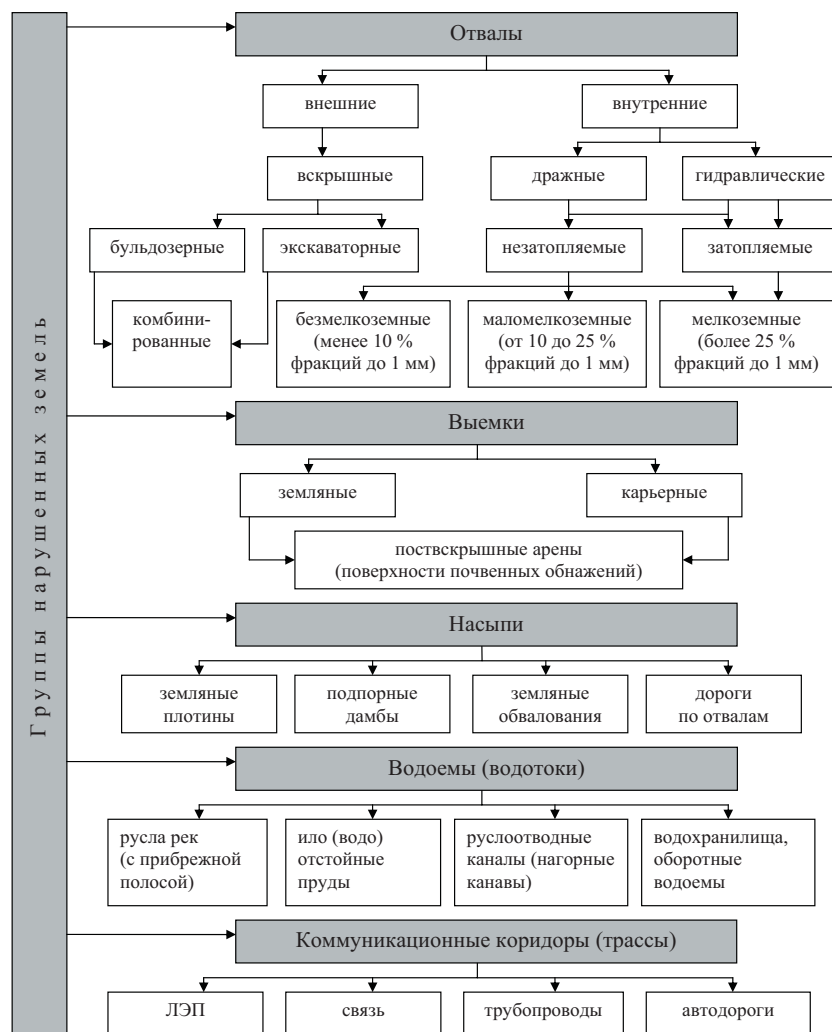 Группы нарушенных земель
Отвалы
внешние
внутренние
вскрышные
дражные
гидравлические
бульдозерные
экскаваторные
незатопляемые
затопляемые
комбини-
рованные
безмелкоземные
(менее 10 %
фракций до 1 мм)
маломелкоземные
(от 10 до 25 %
фракций до 1 мм)
мелкоземные
(более 25 %
фракций до 1 мм)
Выемки
земляные
карьерные
поствскрышные арены
(поверхности почвенных обнажений)
Насыпи
земляные
плотины
подпорные
дамбы
земляные
обвалования
дороги
по отвалам
Водоемы (водотоки)
русла рек
(с прибрежной
полосой)
ило (водо)
отстойные
пруды
руслоотводные
каналы (нагорные
канавы)
водохранилища,
оборотные
водоемы
Коммуникационные коридоры (трассы)
ЛЭП
связь
трубопроводы
автодороги